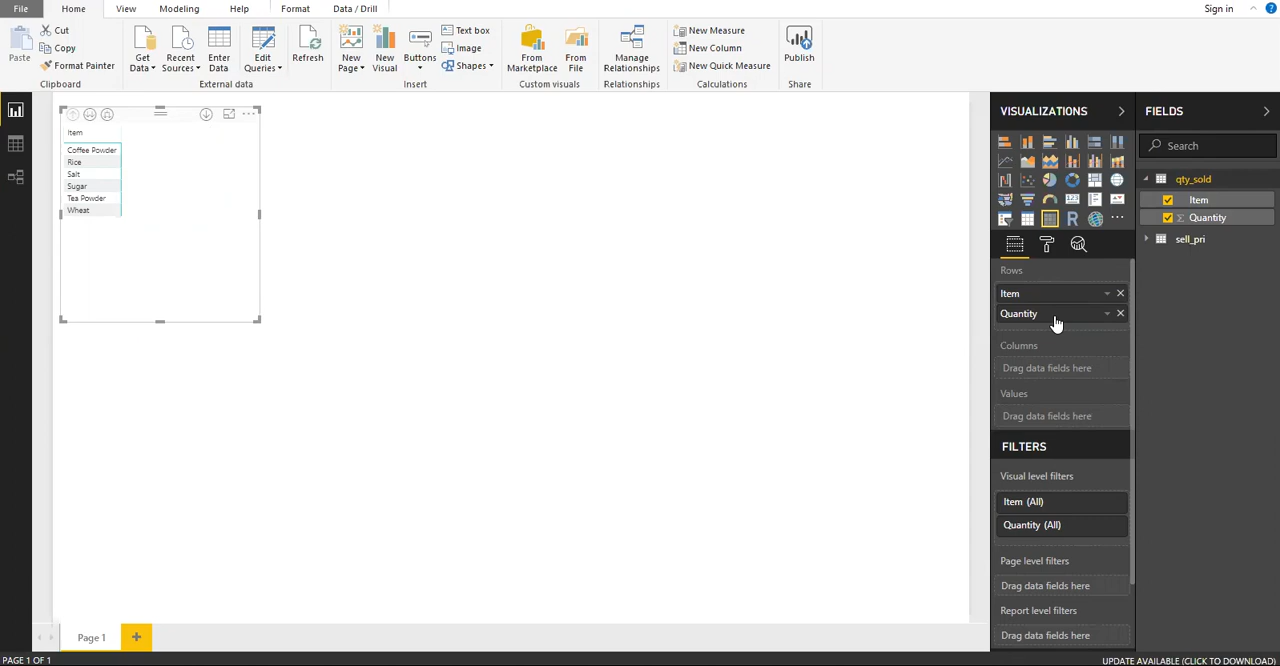 File Home View Modeling Help Format Data / Drill Sign in
Cut
Copy
Format Painter
Paste
Get Data
Recent Sources
Enter Data
Edit Queries
Refresh
New Page
New Visual
Buttons
Text box
Image
Shapes
From Marketplace
From File
Manage Relationships
New Measure
New Column
New Quick Measure
Publish
Clipboard External data Insert Custom visuals Relationships Calculations Share
Item
Coffee Powder
Rice
Salt
Sugar
Tea Powder
Wheat
VISUALIZATIONS
R
Rows
Item
Quantity
Columns
Drag data fields here
Values
Drag data fields here
FILTERS
Visual level filters
Item (All)
Quantity (All)
Page level filters
Drag data fields here
Report level filters
Drag data fields here
FIELDS
Search
qty_sold
Item
Σ Quantity
sell_pri
Page 1
PAGE 1 OF 1
UPDATE AVAILABLE (CLICK TO DOWNLOAD)